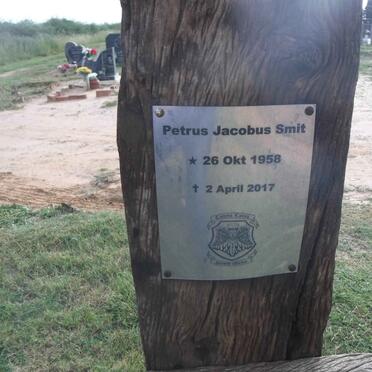 Petrus Jacobus Smit
★ 26 Okt 1958
✝ 2 April 2017